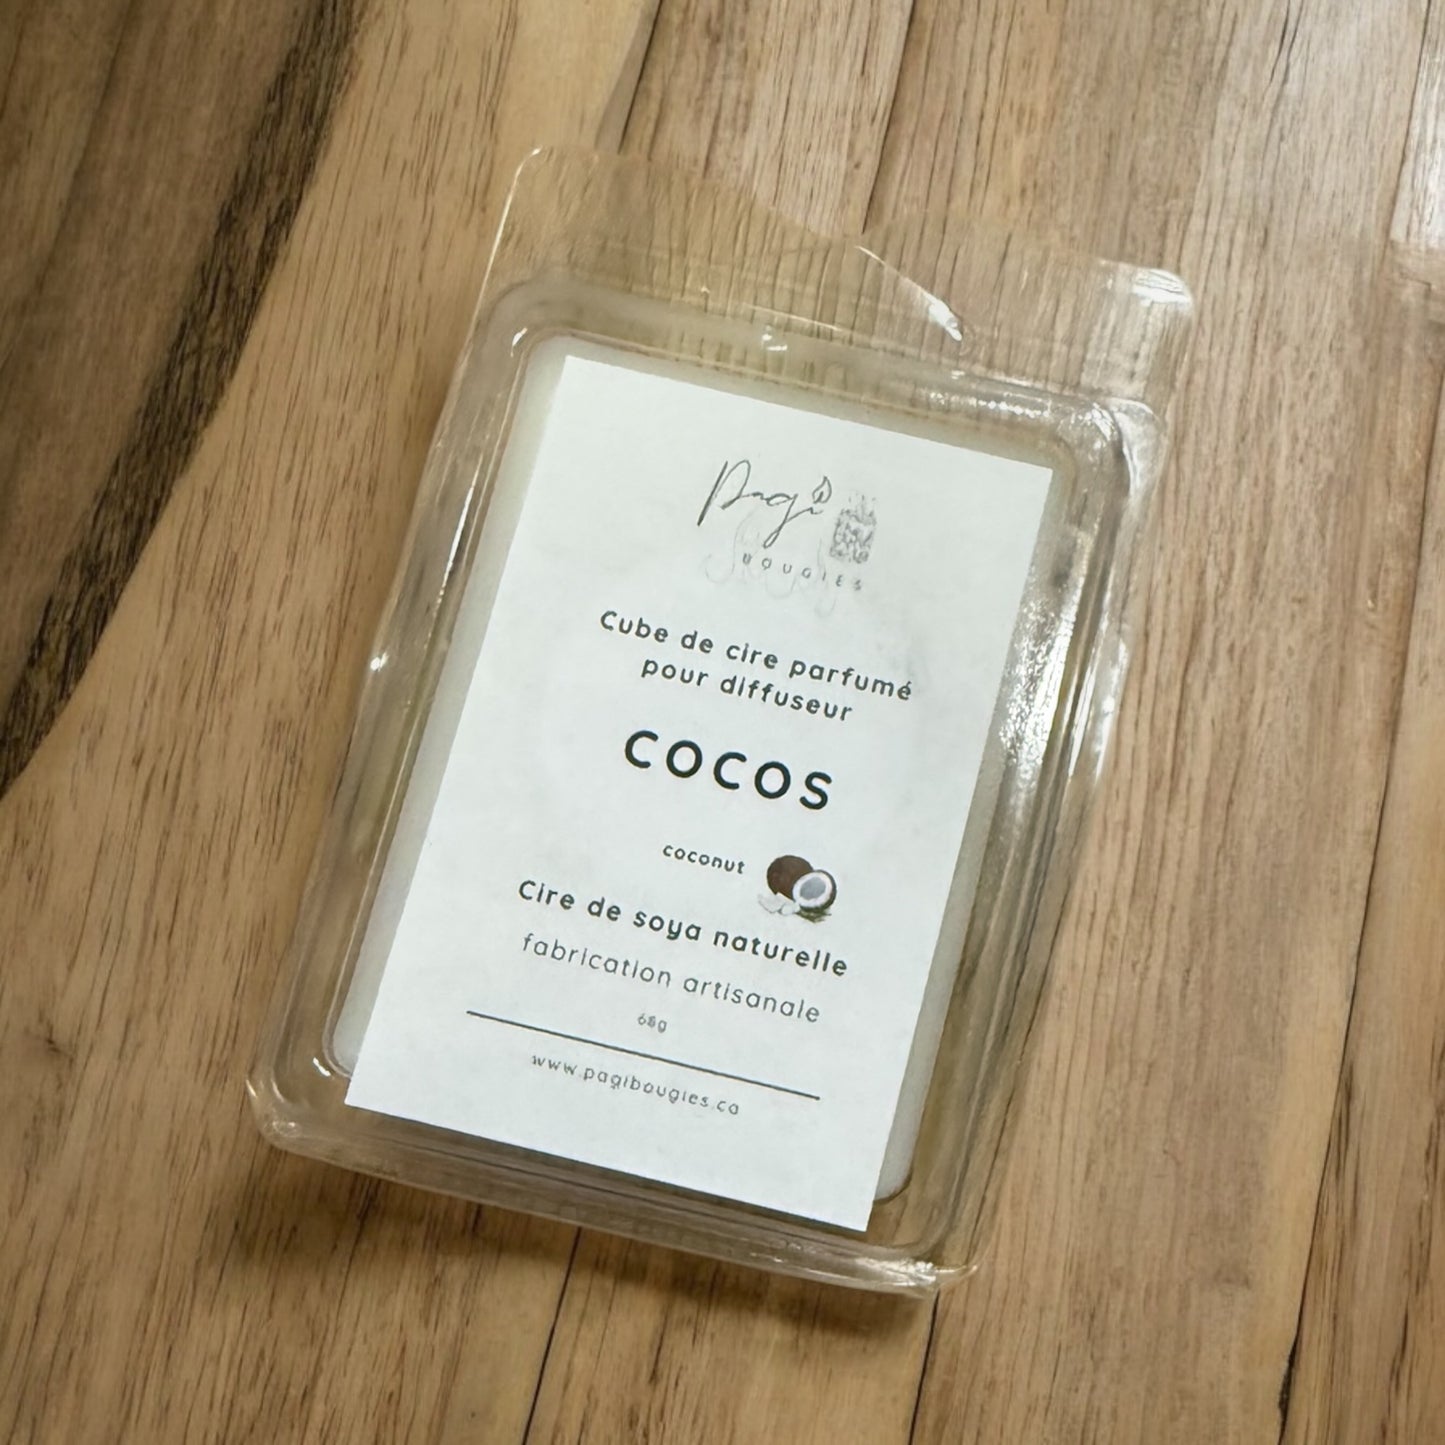 Pagi
BOUGIES
Cube de cire parfumé
pour diffuseur
COCOS
coconut
Cire de soya naturelle
fabrication artisanale
68g
www.pagibougies.ca